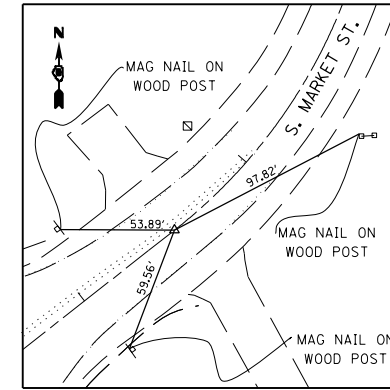 N
MAG NAIL ON
WOOD POST
S. MARKET ST.
97.82'
53.89'
59.56'
MAG NAIL ON
WOOD POST
MAG NAIL ON
WOOD POST